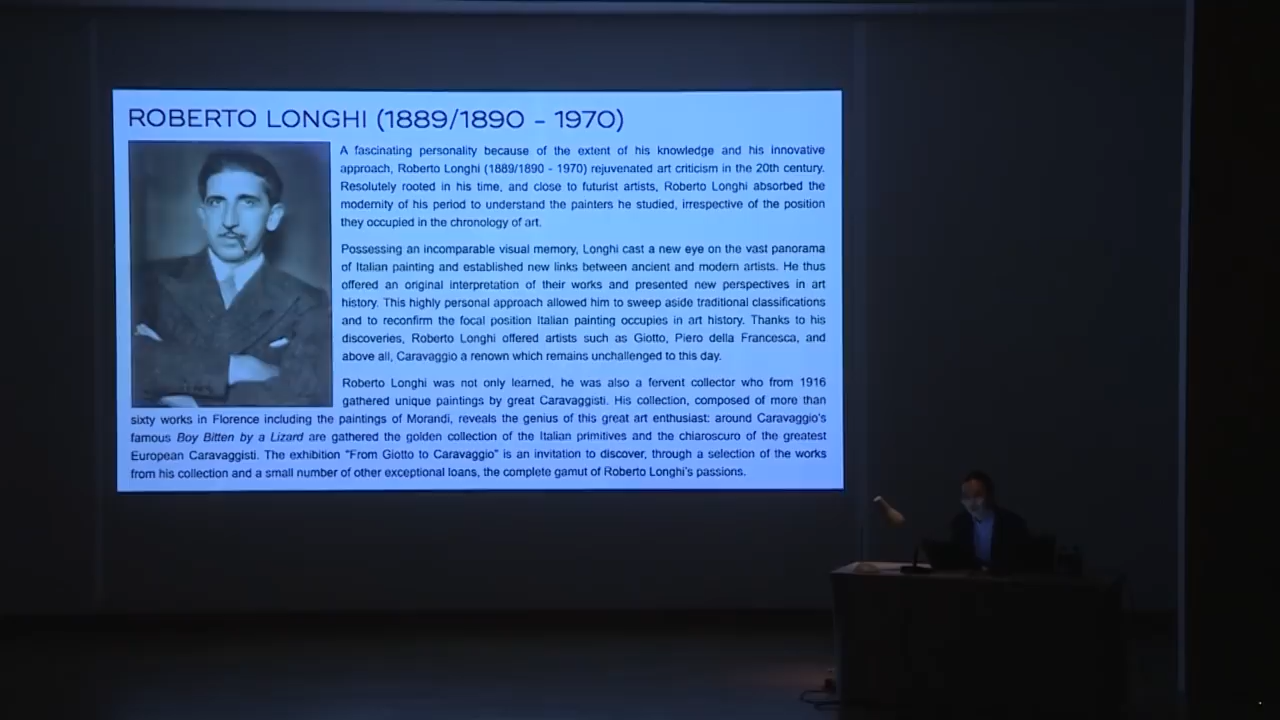 ROBERTO LONGHI (1889/1890 - 1970)
A fascinating personality because of the extent of his knowledge and his innovative
approach, Roberto Longhi (1889/1890 - 1970) rejuvenated art criticism in the 20th century.
Resolutely rooted in his time, and close to futurist artists, Roberto Longhi absorbed the
modernity of his period to understand the painters he studied, irrespective of the position
they occupied in the chronology of art.
Possessing an incomparable visual memory, Longhi cast a new eye on the vast panorama
of Italian painting and established new links between ancient and modern artists. He thus
offered an original interpretation of their works and presented new perspectives in art
history. This highly personal approach allowed him to sweep aside traditional classifications
and to reconfirm the focal position Italian painting occupies in art history. Thanks to his
discoveries, Roberto Longhi offered artists such as Giotto, Piero della Francesca, and
above all, Caravaggio a renown which remains unchallenged to this day.
Roberto Longhi was not only learned, he was also a fervent collector who from 1916
gathered unique paintings by great Caravaggisti. His collection, composed of more than
sixty works in Florence including the paintings of Morandi, reveals the genius of this great art enthusiast: around Caravaggio's
famous Boy Bitten by a Lizard are gathered the golden collection of the Italian primitives and the chiaroscuro of the greatest
European Caravaggisti. The exhibition "From Giotto to Caravaggio" is an invitation to discover, through a selection of the works
from his collection and a small number of other exceptional loans, the complete gamut of Roberto Longhi's passions.